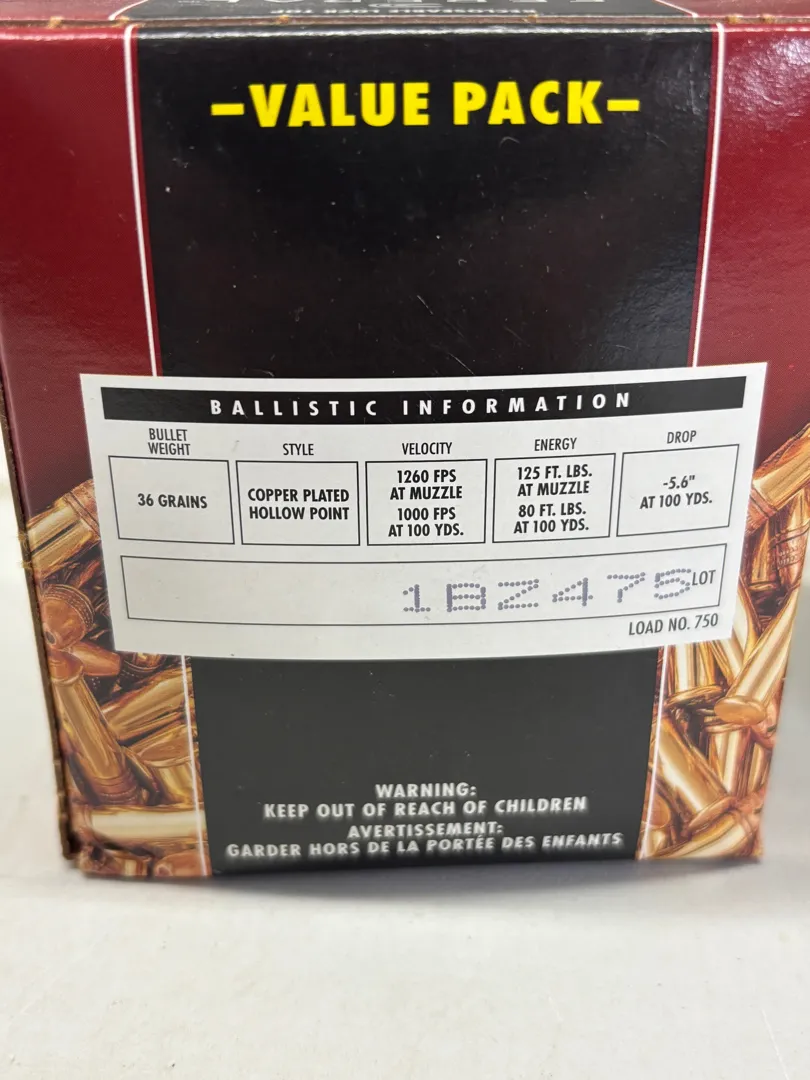 –VALUE PACK–
BALLISTIC INFORMATION
BULLET
WEIGHT
36 GRAINS
STYLE
COPPER PLATED
HOLLOW POINT
VELOCITY
1260 FPS
AT MUZZLE
1000 FPS
AT 100 YDS.
ENERGY
125 FT. LBS.
AT MUZZLE
80 FT. LBS.
AT 100 YDS.
DROP
-5.6"
AT 100 YDS.
1BZ475 LOT
LOAD NO. 750
WARNING:
KEEP OUT OF REACH OF CHILDREN
AVERTISSEMENT:
GARDER HORS DE LA PORTÉE DES ENFANTS